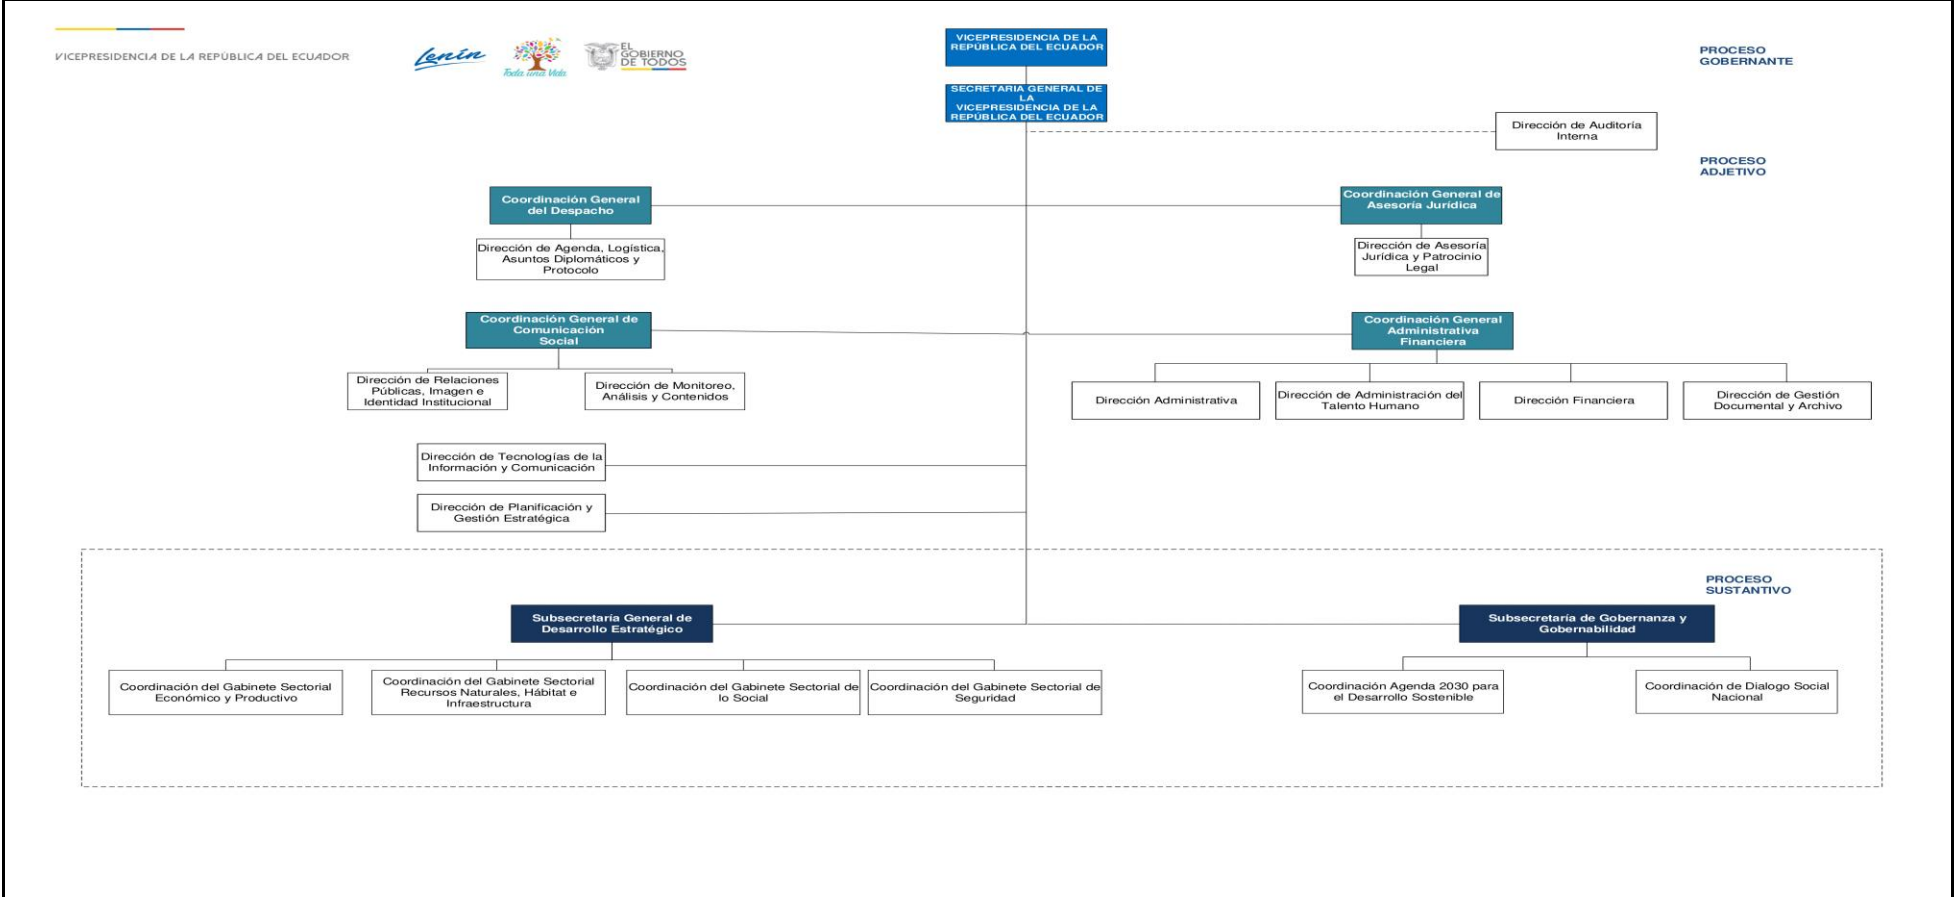 VICEPRESIDENCIA DE LA REPÚBLICA DEL ECUADOR
Lenín
Toda una Vida
EL
GOBIERNO
DE TODOS
VICEPRESIDENCIA DE LA
REPÚBLICA DEL ECUADOR
PROCESO
GOBERNANTE
SECRETARIA GENERAL DE
LA
VICEPRESIDENCIA DE LA
REPÚBLICA DEL ECUADOR
Dirección de Auditoría
Interna
PROCESO
ADJETIVO
Coordinación General
del Despacho
Coordinación General de
Asesoría Jurídica
Dirección de Agenda, Logística,
Asuntos Diplomáticos y
Protocolo
Dirección de Asesoría
Jurídica y Patrocinio
Legal
Coordinación General de
Comunicación
Social
Coordinación General
Administrativa
Financiera
Dirección de Relaciones
Públicas, Imagen e
Identidad Institucional
Dirección de Monitoreo,
Análisis y Contenidos
Dirección Administrativa
Dirección de Administración del
Talento Humano
Dirección Financiera
Dirección de Gestión
Documental y Archivo
Dirección de Tecnologías de la
Información y Comunicación
Dirección de Planificación y
Gestión Estratégica
PROCESO
SUSTANTIVO
Subsecretaría General de
Desarrollo Estratégico
Subsecretaría de Gobernanza y
Gobernabilidad
Coordinación del Gabinete Sectorial
Económico y Productivo
Coordinación del Gabinete Sectorial
Recursos Naturales, Hábitat e
Infraestructura
Coordinación del Gabinete Sectorial de
lo Social
Coordinación del Gabinete Sectorial de
Seguridad
Coordinación Agenda 2030 para
el Desarrollo Sostenible
Coordinación de Dialogo Social
Nacional